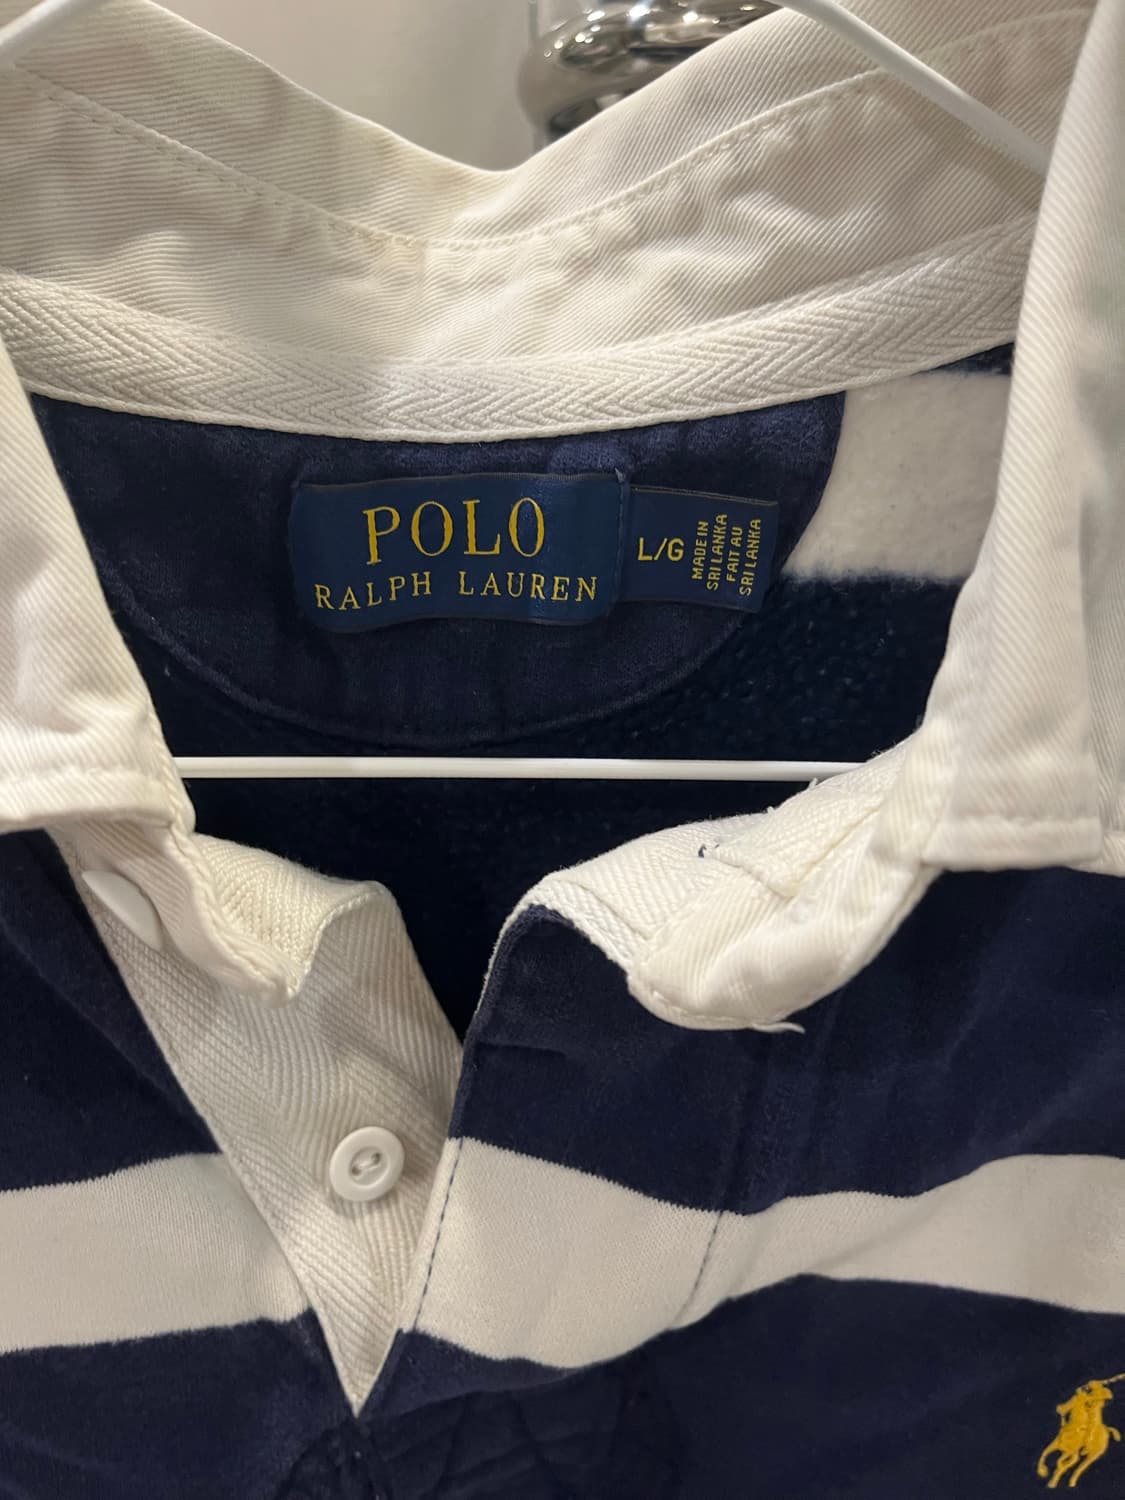 POLO
RALPH LAUREN
L/G
MADE IN
SRI LANKA
FAIT AU
SRI LANKA